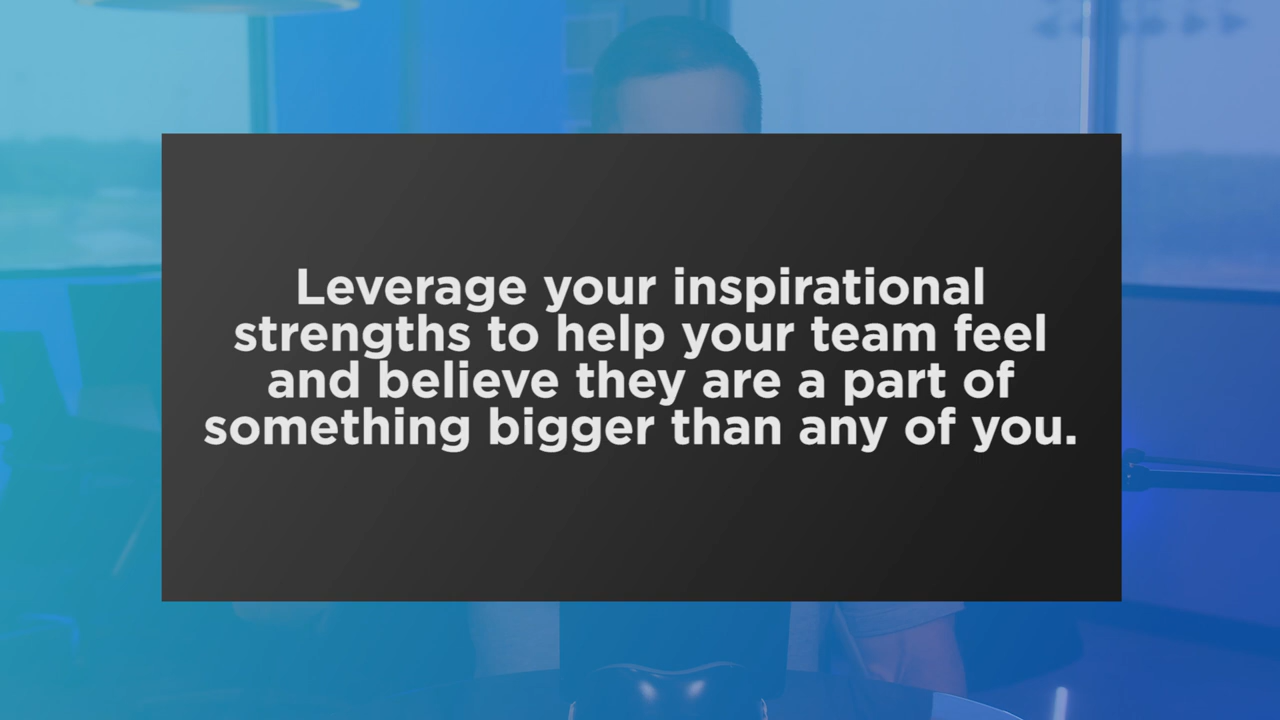 Leverage your inspirational
strengths to help your team feel
and believe they are a part of
something bigger than any of you.